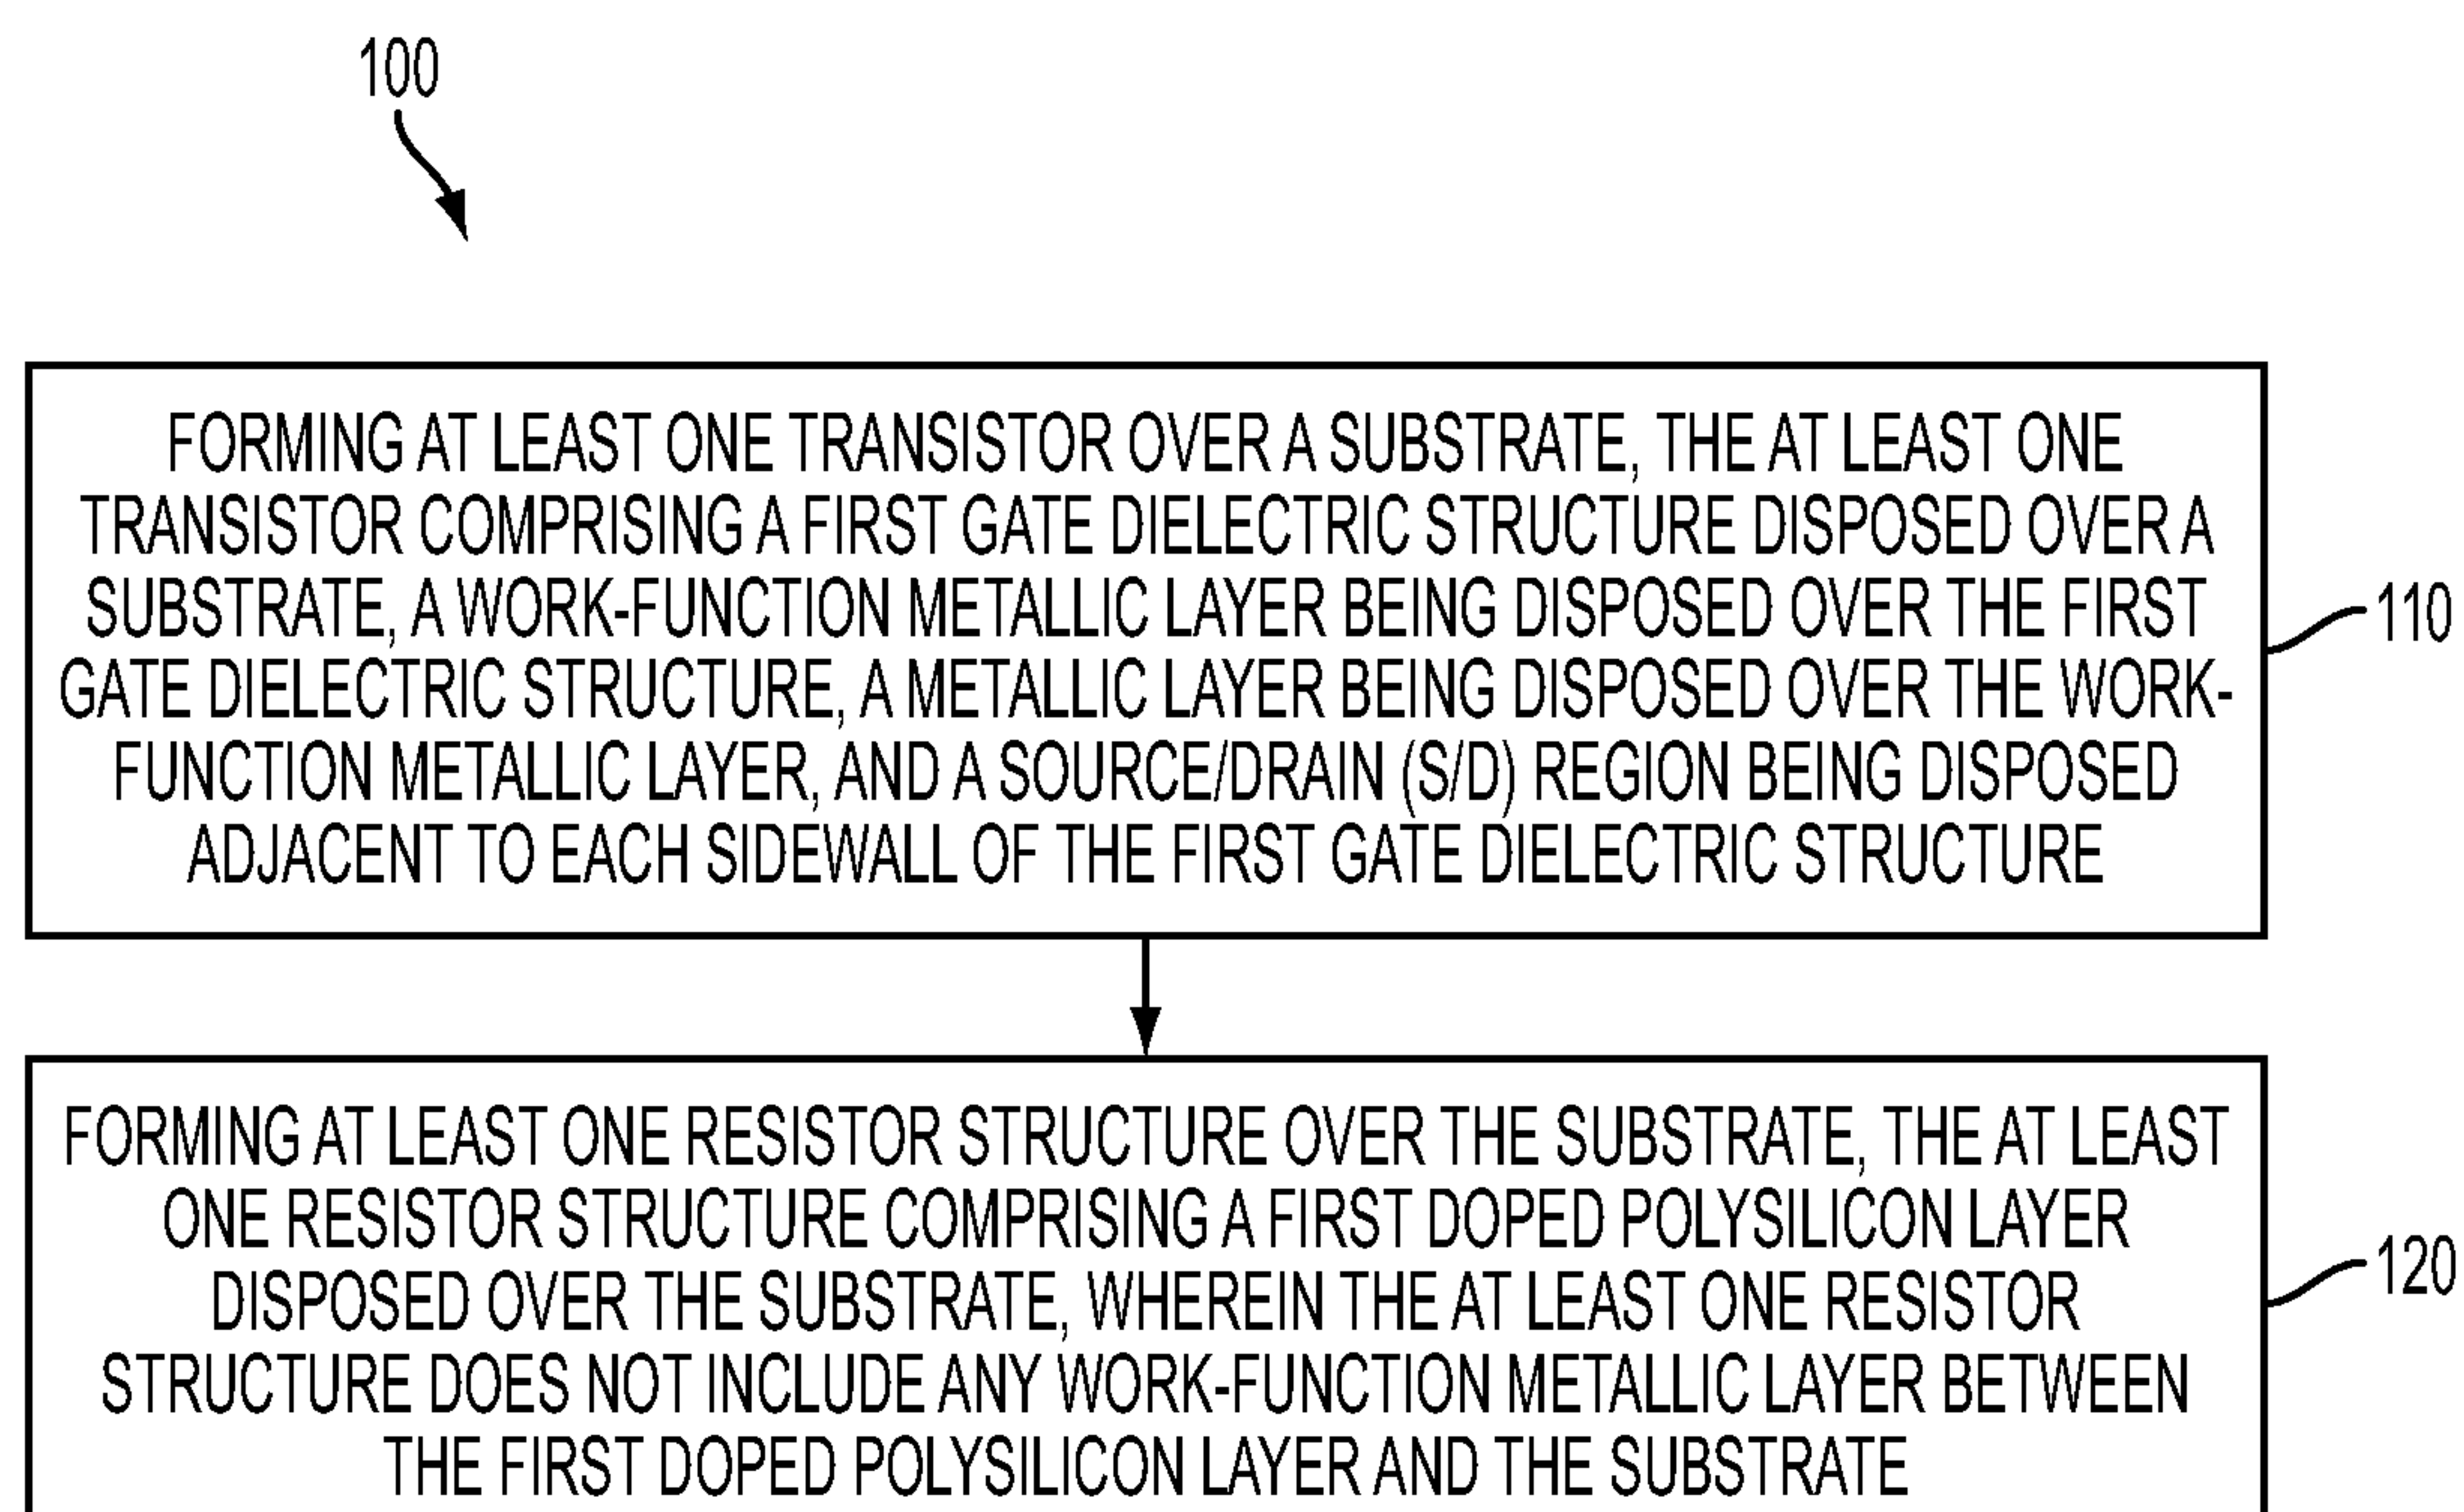 100
FORMING AT LEAST ONE TRANSISTOR OVER A SUBSTRATE, THE AT LEAST ONE
TRANSISTOR COMPRISING A FIRST GATE DIELECTRIC STRUCTURE DISPOSED OVER A
SUBSTRATE, A WORK-FUNCTION METALLIC LAYER BEING DISPOSED OVER THE FIRST
GATE DIELECTRIC STRUCTURE, A METALLIC LAYER BEING DISPOSED OVER THE WORK-
FUNCTION METALLIC LAYER, AND A SOURCE/DRAIN (S/D) REGION BEING DISPOSED
ADJACENT TO EACH SIDEWALL OF THE FIRST GATE DIELECTRIC STRUCTURE
110
FORMING AT LEAST ONE RESISTOR STRUCTURE OVER THE SUBSTRATE, THE AT LEAST
ONE RESISTOR STRUCTURE COMPRISING A FIRST DOPED POLYSILICON LAYER
DISPOSED OVER THE SUBSTRATE, WHEREIN THE AT LEAST ONE RESISTOR
STRUCTURE DOES NOT INCLUDE ANY WORK-FUNCTION METALLIC LAYER BETWEEN
THE FIRST DOPED POLYSILICON LAYER AND THE SUBSTRATE
120